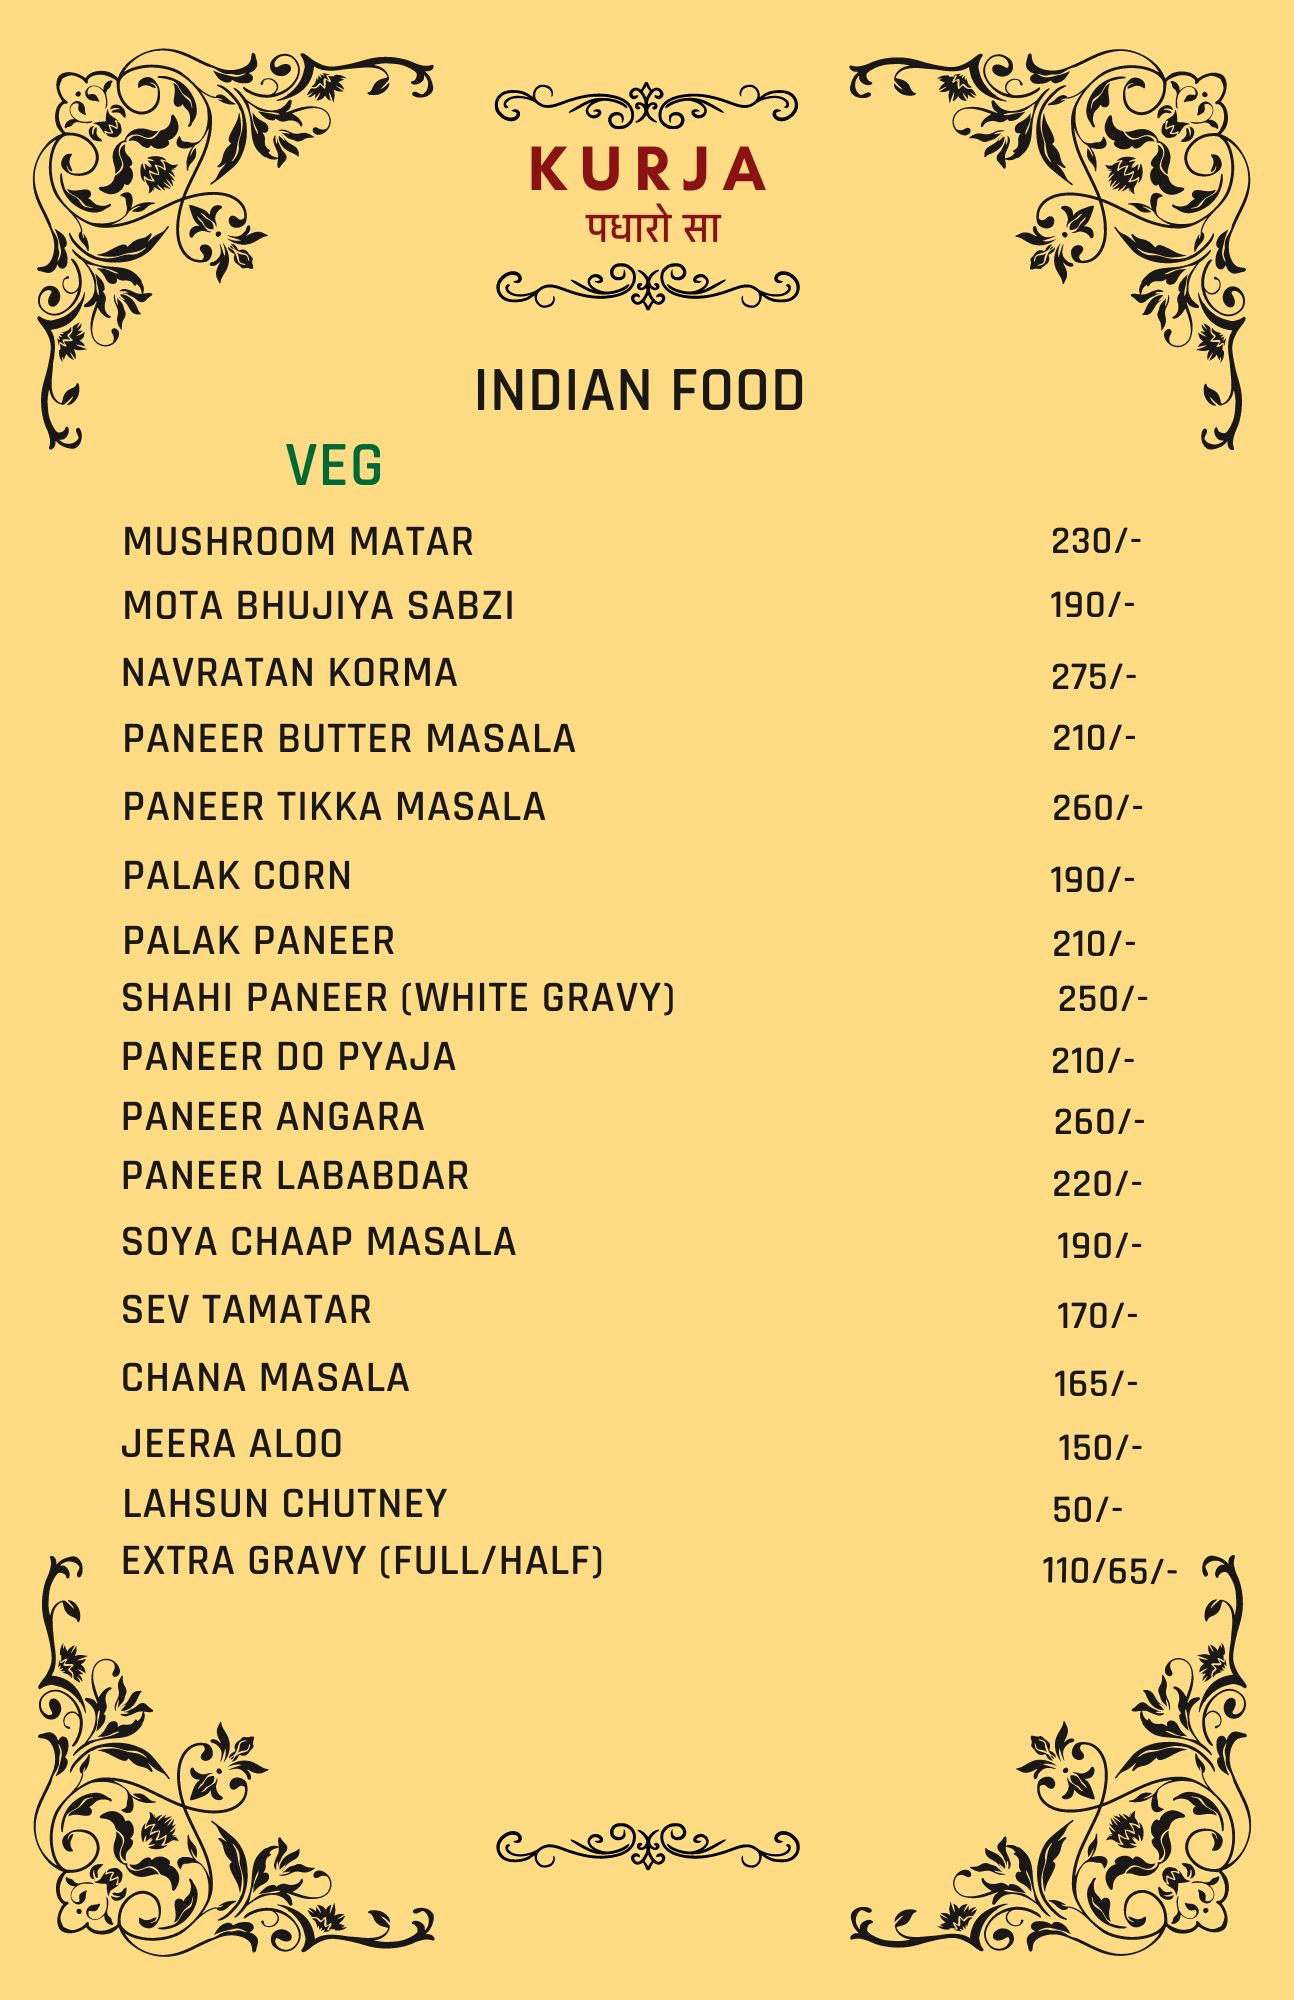 KURJA
पधारो सा
INDIAN FOOD
VEG
MUSHROOM MATAR 230/-
MOTA BHUJIYA SABZI 190/-
NAVRATAN KORMA 275/-
PANEER BUTTER MASALA 210/-
PANEER TIKKA MASALA 260/-
PALAK CORN 190/-
PALAK PANEER 210/-
SHAHI PANEER (WHITE GRAVY) 250/-
PANEER DO PYAJA 210/-
PANEER ANGARA 260/-
PANEER LABABDAR 220/-
SOYA CHAAP MASALA 190/-
SEV TAMATAR 170/-
CHANA MASALA 165/-
JEERA ALOO 150/-
LAHSUN CHUTNEY 50/-
EXTRA GRAVY (FULL/HALF) 110/65/-